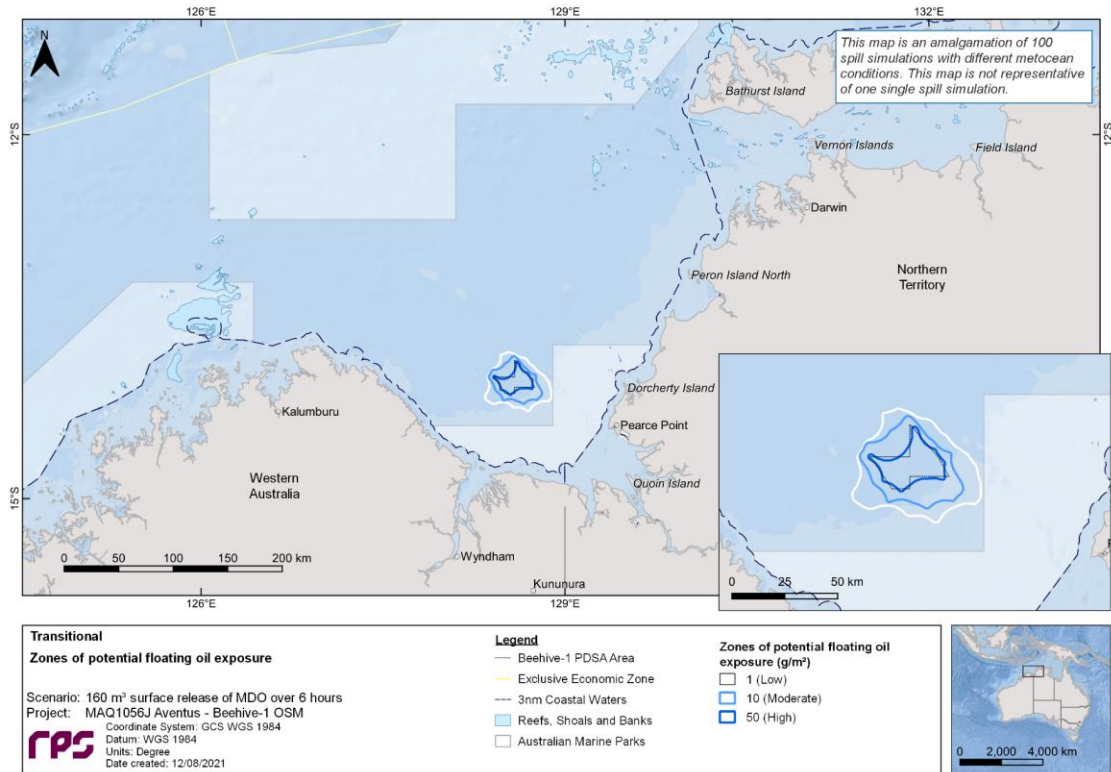 126°E
129°E
132°E
N
This map is an amalgamation of 100
spill simulations with different metocean
conditions. This map is not representative
of one single spill simulation.
Bathurst Island
12°S
12°S
Vernon Islands
Field Island
Darwin
Peron Island North
Northern
Territory
Dorcherty Island
Kalumburu
Pearce Point
Western
Australia
Quoin Island
15°S
0 50 100 150 200 km
Wyndham
Kununura
0 25 50 km
126°E
129°E
Transitional
Zones of potential floating oil exposure
Scenario: 160 m³ surface release of MDO over 6 hours
Project: MAQ1056J Aventus - Beehive-1 OSM
rps
Coordinate System: GCS WGS 1984
Datum: WGS 1984
Units: Degree
Date created: 12/08/2021
Legend
Beehive-1 PDSA Area
Exclusive Economic Zone
3nm Coastal Waters
Reefs, Shoals and Banks
Australian Marine Parks
Zones of potential floating oil
exposure (g/m²)
1 (Low)
10 (Moderate)
50 (High)
0 2,000 4,000 km